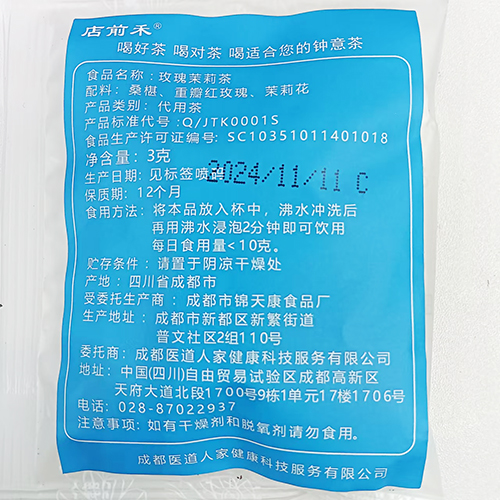 店前禾®
喝好茶 喝对茶 喝适合您的钟意茶
食品名称：玫瑰茉莉茶
配料：桑椹、重瓣红玫瑰、茉莉花
产品类别：代用茶
产品标准代号：Q/JTK0001S
食品生产许可证编号：SC10351011401018
净含量：3克
生产日期：见标签喷码
2024/11/11 C
保质期：12个月
食用方法：将本品放入杯中，沸水冲洗后
再用沸水浸泡2分钟即可饮用
每日食用量<10克。
贮存条件：请置于阴凉干燥处
产地：四川省成都市
受委托生产商：成都市锦天康食品厂
生产地址：成都市新都区新繁街道
普文社区2组110号
委托商：成都医道人家健康科技服务有限公司
地址：中国(四川)自由贸易试验区成都高新区
天府大道北段1700号9栋1单元17楼1706号
电话：028-87022937
注意事项：如有干燥剂和脱氧剂请勿食用。
成都医道人家健康科技服务有限公司